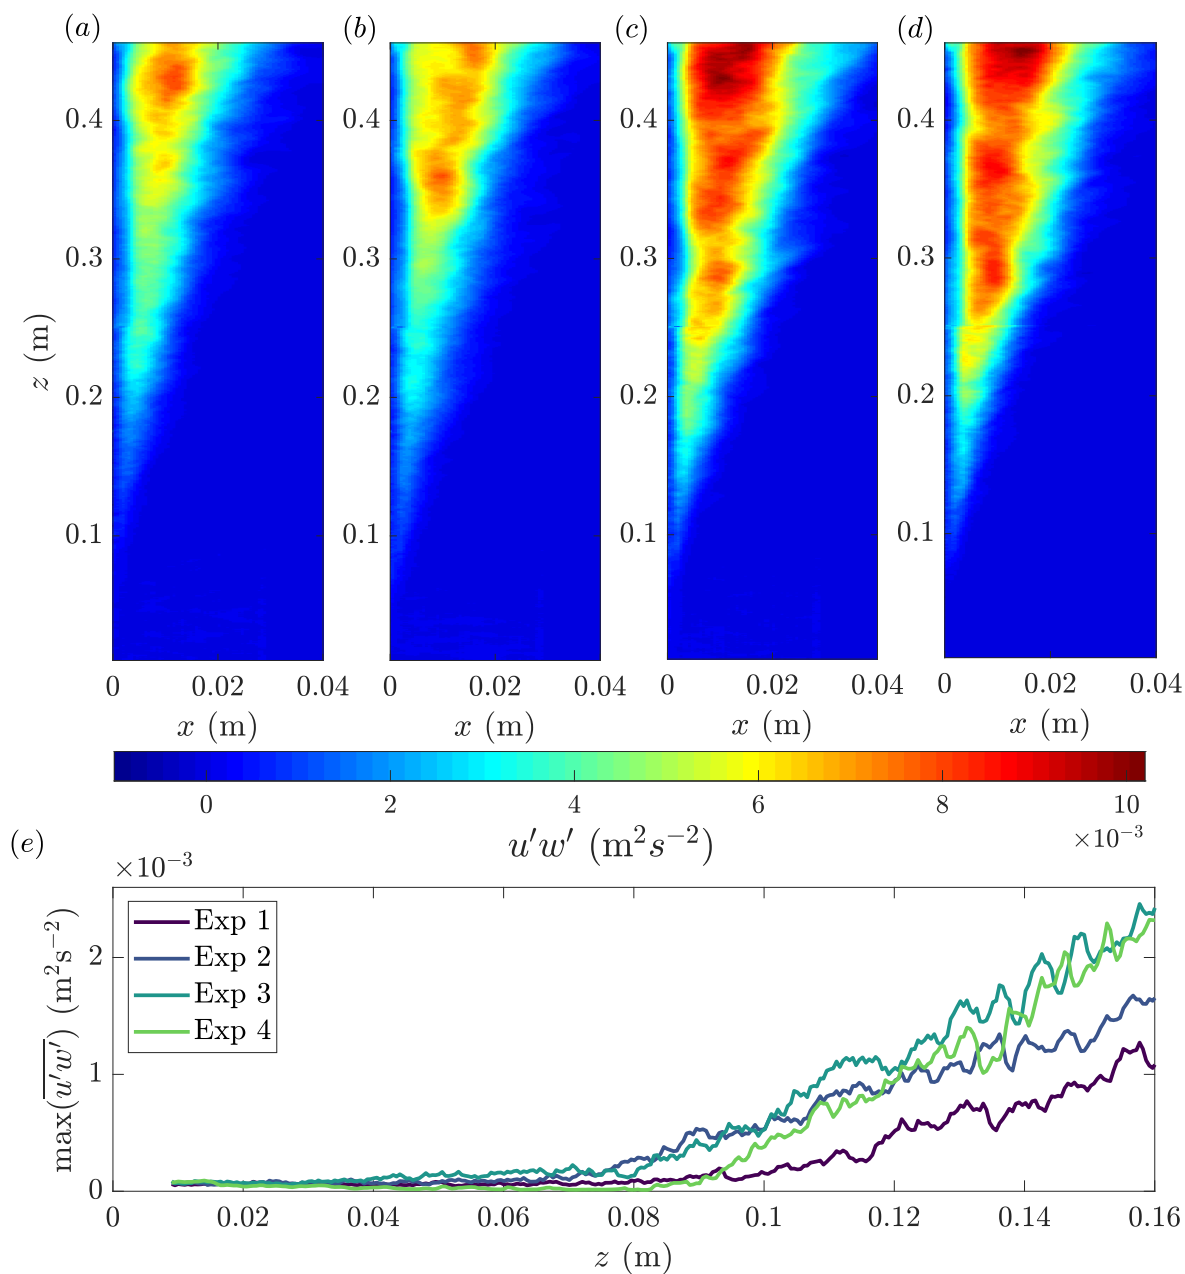 (a) (b) (c) (d)
0.4 0.4 0.4 0.4
0.3 0.3 0.3 0.3
z (m)
0.2 0.2 0.2 0.2
0.1 0.1 0.1 0.1
0 0.02 0.04 0 0.02 0.04 0 0.02 0.04 0 0.02 0.04
x (m) x (m) x (m) x (m)
0 2 4 6 8 10
×10⁻³
u′w′ (m²s⁻²)
(e)
×10⁻³
max(u′w′) (m²s⁻²)
2
1
0
Exp 1
Exp 2
Exp 3
Exp 4
0 0.02 0.04 0.06 0.08 0.1 0.12 0.14 0.16
z (m)